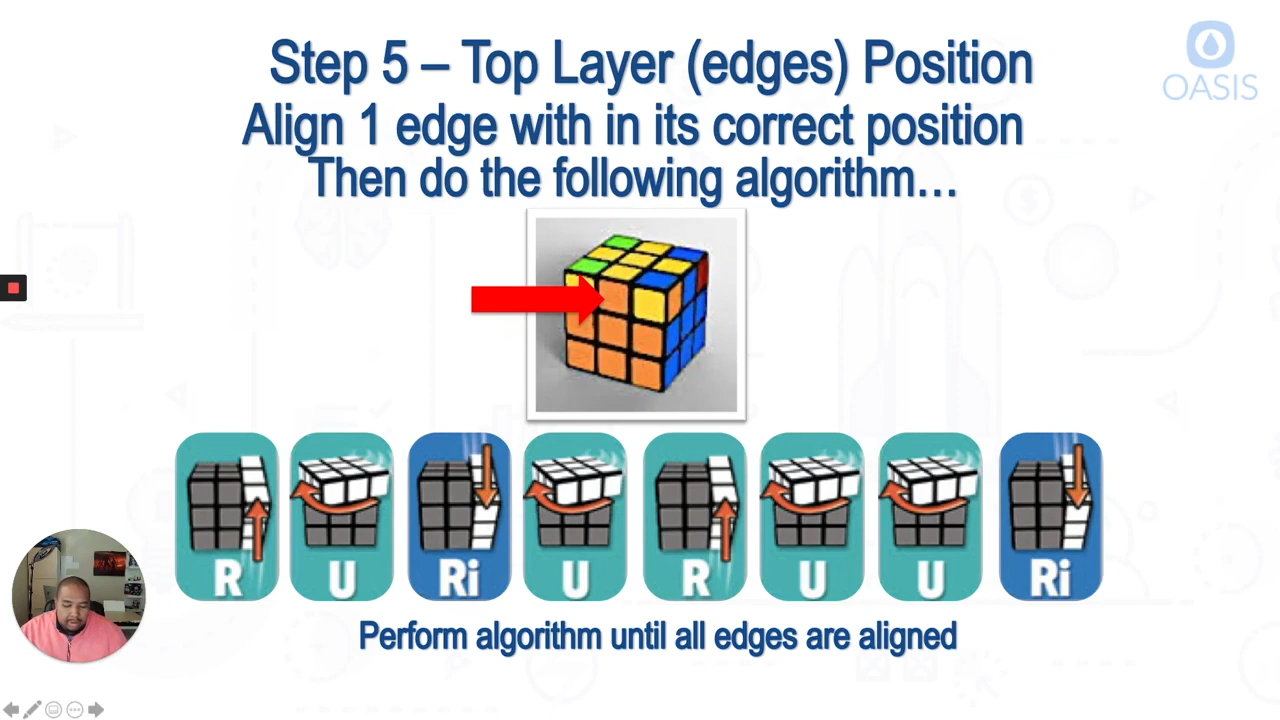 Step 5 – Top Layer (edges) Position
OASIS
Align 1 edge with in its correct position
Then do the following algorithm…
R U Ri U R U U Ri
Perform algorithm until all edges are aligned